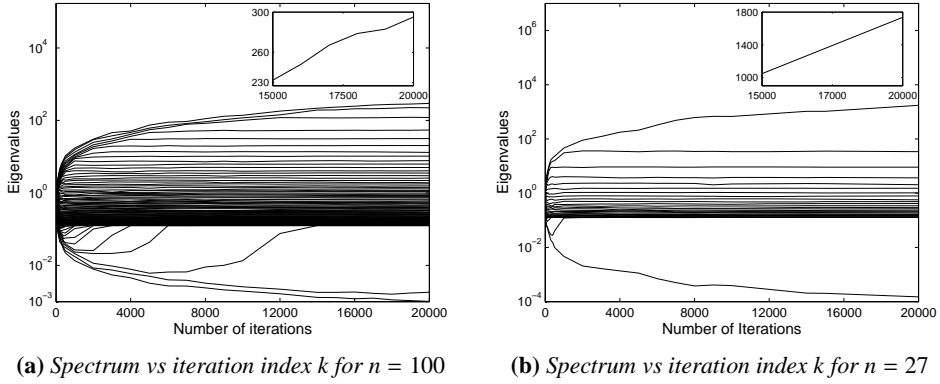 300
260
230
15000 17500 20000
10^4
10^2
10^0
10^-2
10^-3
Eigenvalues
0 4000 8000 12000 16000 20000
Number of iterations
(a) Spectrum vs iteration index k for n = 100
1800
1400
1000
15000 17000 20000
10^6
10^4
10^2
10^0
10^-2
10^-4
Eigenvalues
0 4000 8000 12000 16000 20000
Number of Iterations
(b) Spectrum vs iteration index k for n = 27